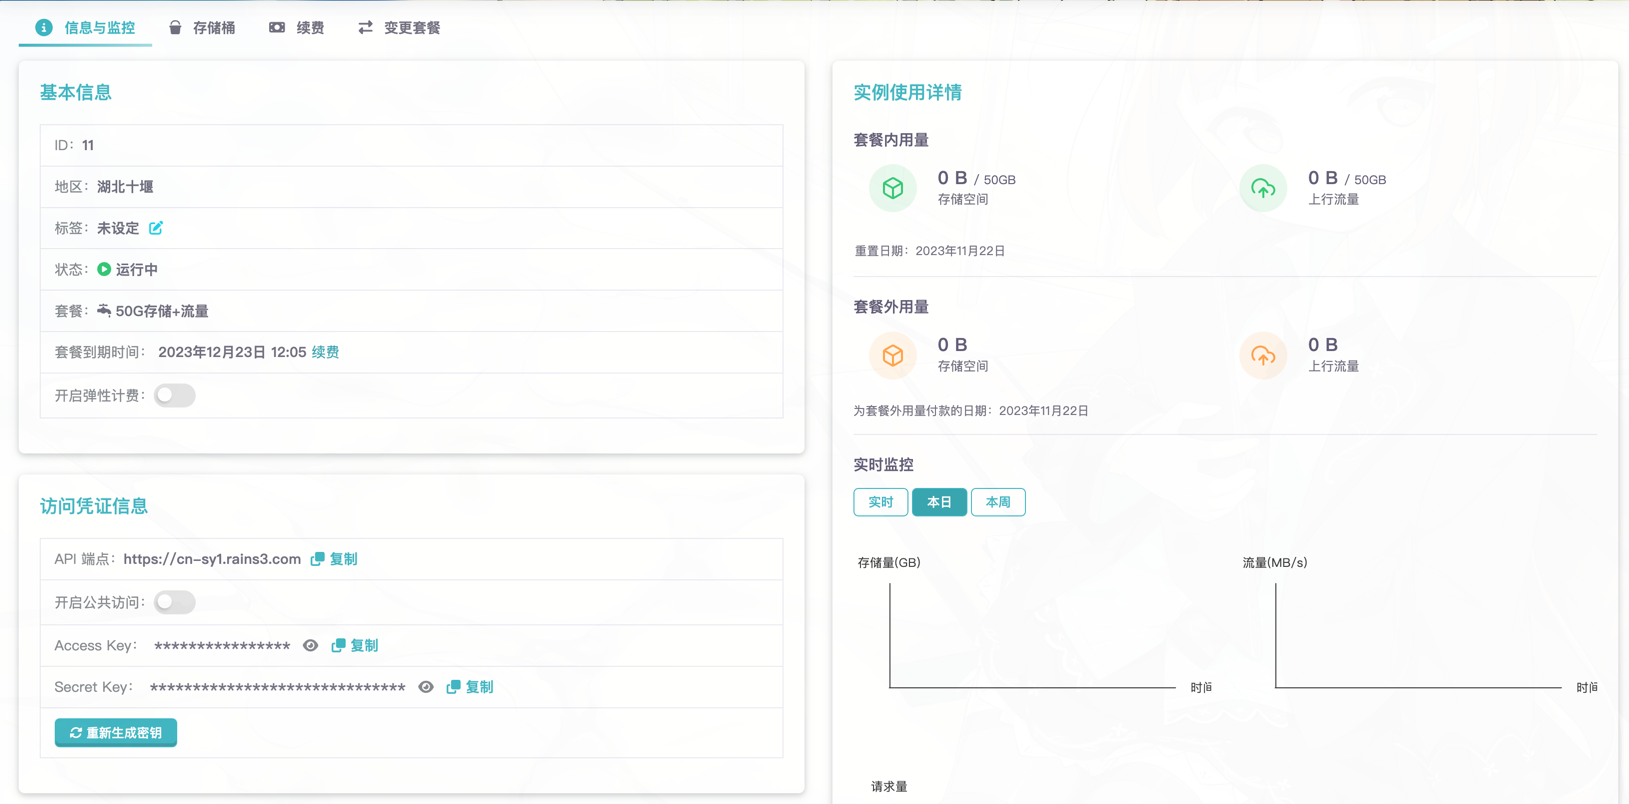 信息与监控
存储桶
续费
变更套餐
基本信息
ID: 11
地区: 湖北十堰
标签: 未设定
状态: 运行中
套餐: 50G存储+流量
套餐到期时间: 2023年12月23日 12:05 续费
开启弹性计费:
访问凭证信息
API 端点: https://cn-sy1.rains3.com 复制
开启公共访问:
Access Key: **************** 复制
Secret Key: ****************************** 复制
重新生成密钥
实例使用详情
套餐内用量
0 B / 50GB
存储空间
0 B / 50GB
上行流量
重置日期: 2023年11月22日
套餐外用量
0 B
存储空间
0 B
上行流量
为套餐外用量付款的日期: 2023年11月22日
实时监控
实时
本日
本周
存储量(GB)
时间
流量(MB/s)
时间
请求量